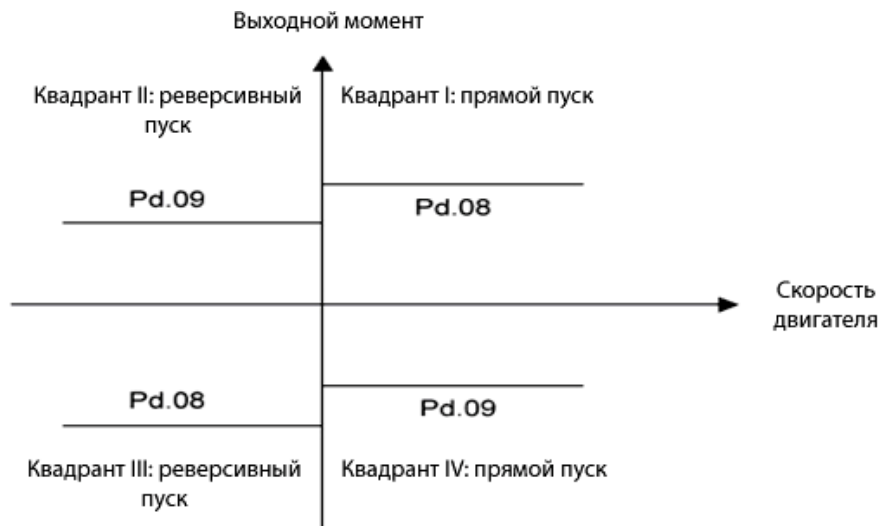 Выходной момент
Квадрант II: реверсивный
пуск
Квадрант I: прямой пуск
Pd.09
Pd.08
Скорость
двигателя
Pd.08
Pd.09
Квадрант III: реверсивный
пуск
Квадрант IV: прямой пуск